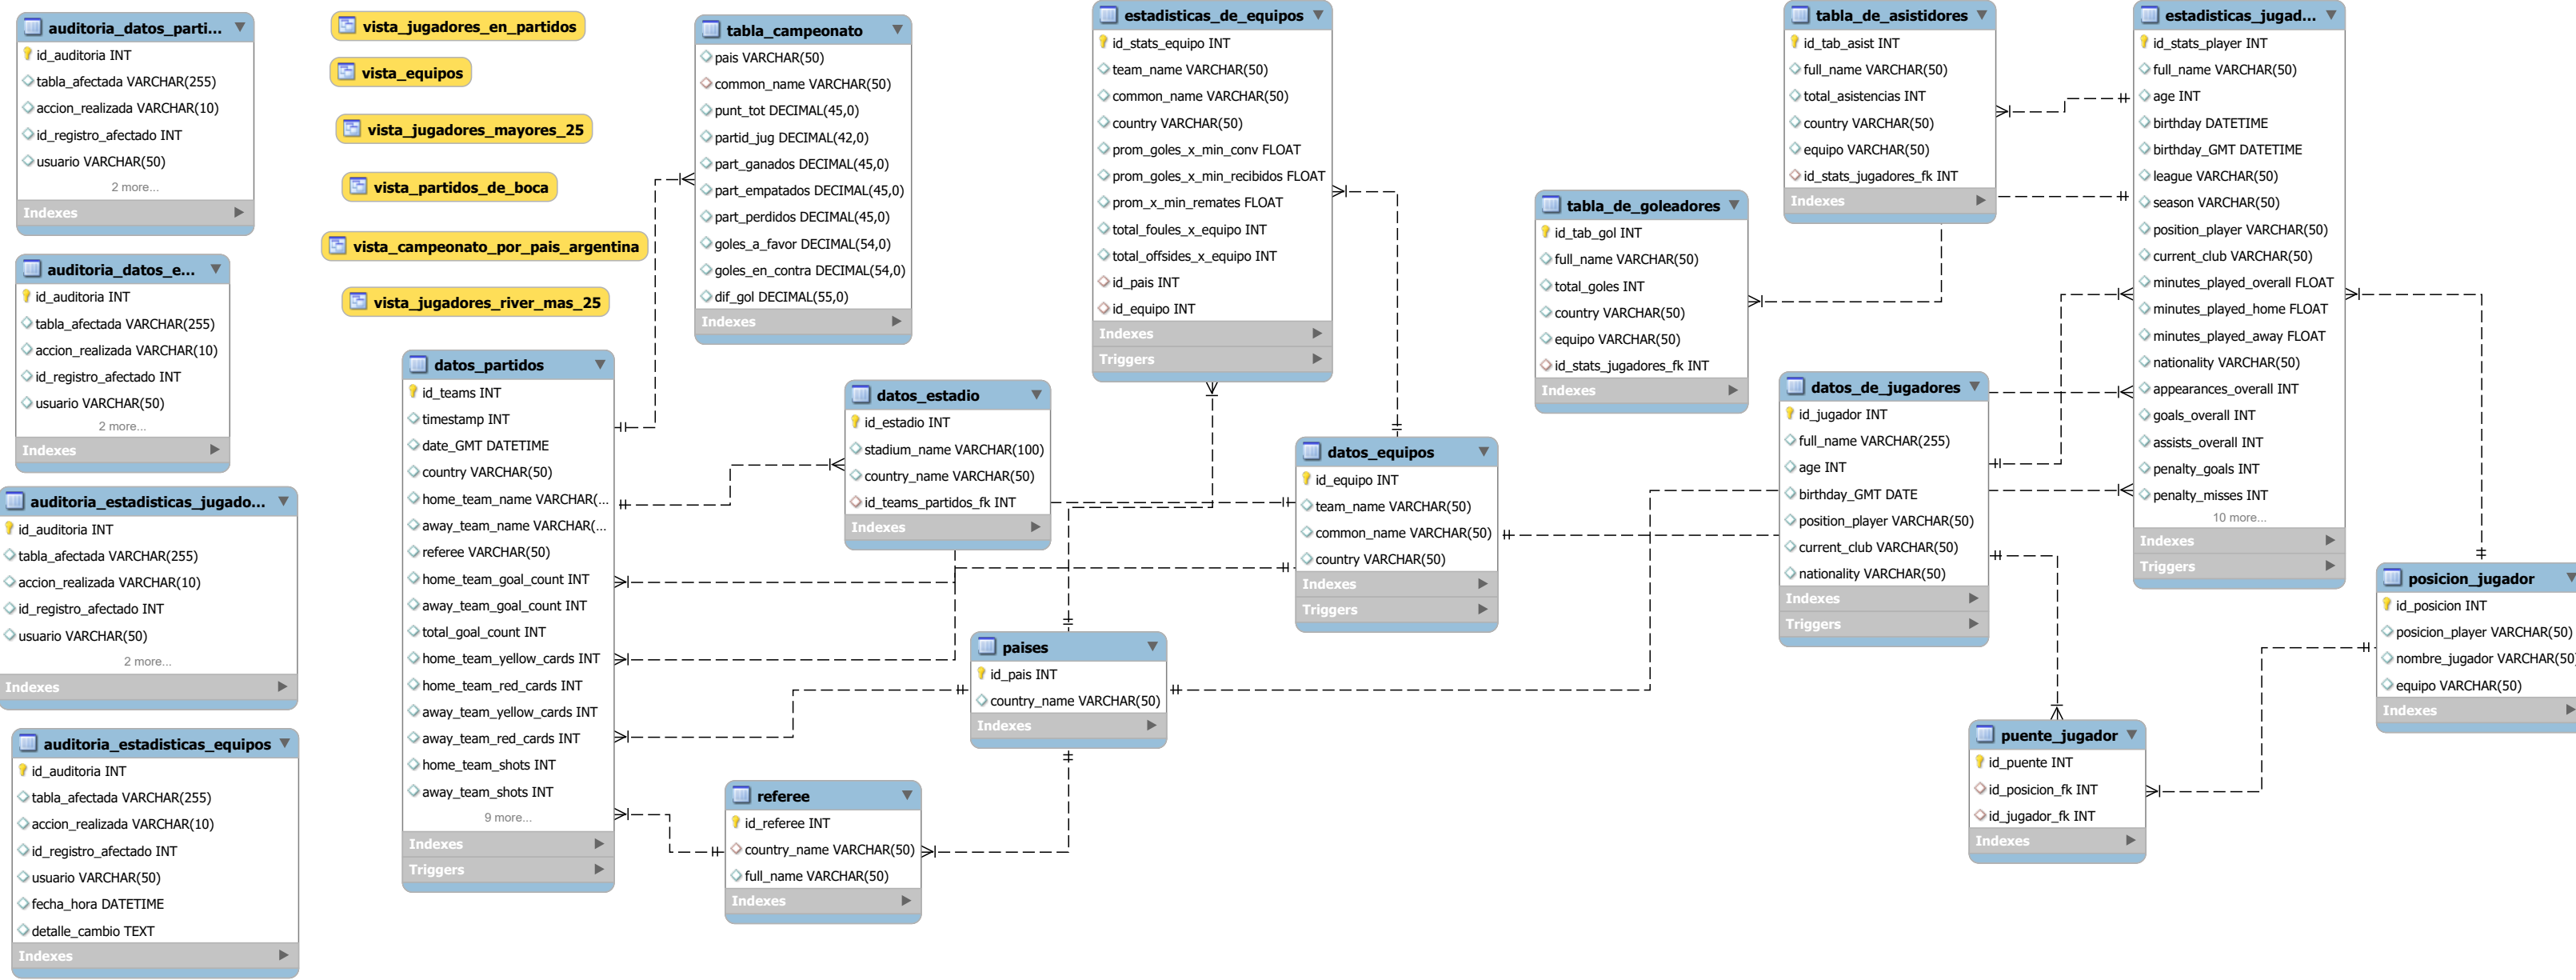 auditoria_datos_parti...
id_auditoria INT
tabla_afectada VARCHAR(255)
accion_realizada VARCHAR(10)
id_registro_afectado INT
usuario VARCHAR(50)
2 more...
Indexes
auditoria_datos_e...
id_auditoria INT
tabla_afectada VARCHAR(255)
accion_realizada VARCHAR(10)
id_registro_afectado INT
usuario VARCHAR(50)
2 more...
Indexes
auditoria_estadisticas_jugado...
id_auditoria INT
tabla_afectada VARCHAR(255)
accion_realizada VARCHAR(10)
id_registro_afectado INT
usuario VARCHAR(50)
2 more...
Indexes
auditoria_estadisticas_equipos
id_auditoria INT
tabla_afectada VARCHAR(255)
accion_realizada VARCHAR(10)
id_registro_afectado INT
usuario VARCHAR(50)
fecha_hora DATETIME
detalle_cambio TEXT
Indexes
vista_jugadores_en_partidos
vista_equipos
vista_jugadores_mayores_25
vista_partidos_de_boca
vista_campeonato_por_pais_argentina
vista_jugadores_river_mas_25
datos_partidos
id_teams INT
timestamp INT
date_GMT DATETIME
country VARCHAR(50)
home_team_name VARCHAR(...
away_team_name VARCHAR(...
referee VARCHAR(50)
home_team_goal_count INT
away_team_goal_count INT
total_goal_count INT
home_team_yellow_cards INT
home_team_red_cards INT
away_team_yellow_cards INT
away_team_red_cards INT
home_team_shots INT
away_team_shots INT
9 more...
Indexes
Triggers
tabla_campeonato
pais VARCHAR(50)
common_name VARCHAR(50)
punt_tot DECIMAL(45,0)
partid_jug DECIMAL(42,0)
part_ganados DECIMAL(45,0)
part_empatados DECIMAL(45,0)
part_perdidos DECIMAL(45,0)
goles_a_favor DECIMAL(54,0)
goles_en_contra DECIMAL(54,0)
dif_gol DECIMAL(55,0)
Indexes
datos_estadio
id_estadio INT
stadium_name VARCHAR(100)
country_name VARCHAR(50)
id_teams_partidos_fk INT
Indexes
referee
id_referee INT
country_name VARCHAR(50)
full_name VARCHAR(50)
Indexes
paises
id_pais INT
country_name VARCHAR(50)
Indexes
estadisticas_de_equipos
id_stats_equipo INT
team_name VARCHAR(50)
common_name VARCHAR(50)
country VARCHAR(50)
prom_goles_x_min_conv FLOAT
prom_goles_x_min_recibidos FLOAT
prom_x_min_remates FLOAT
total_foules_x_equipo INT
total_offsides_x_equipo INT
id_pais INT
id_equipo INT
Indexes
Triggers
datos_equipos
id_equipo INT
team_name VARCHAR(50)
common_name VARCHAR(50)
country VARCHAR(50)
Indexes
Triggers
tabla_de_goleadores
id_tab_gol INT
full_name VARCHAR(50)
total_goles INT
country VARCHAR(50)
equipo VARCHAR(50)
id_stats_jugadores_fk INT
Indexes
tabla_de_asistidores
id_tab_asist INT
full_name VARCHAR(50)
total_asistencias INT
country VARCHAR(50)
equipo VARCHAR(50)
id_stats_jugadores_fk INT
Indexes
datos_de_jugadores
id_jugador INT
full_name VARCHAR(255)
age INT
birthday_GMT DATE
position_player VARCHAR(50)
current_club VARCHAR(50)
nationality VARCHAR(50)
Indexes
Triggers
estadisticas_jugad...
id_stats_player INT
full_name VARCHAR(50)
age INT
birthday DATETIME
birthday_GMT DATETIME
league VARCHAR(50)
season VARCHAR(50)
position_player VARCHAR(50)
current_club VARCHAR(50)
minutes_played_overall FLOAT
minutes_played_home FLOAT
minutes_played_away FLOAT
nationality VARCHAR(50)
appearances_overall INT
goals_overall INT
assists_overall INT
penalty_goals INT
penalty_misses INT
10 more...
Indexes
Triggers
puente_jugador
id_puente INT
id_posicion_fk INT
id_jugador_fk INT
Indexes
posicion_jugador
id_posicion INT
posicion_player VARCHAR(50)
nombre_jugador VARCHAR(50
equipo VARCHAR(50)
Indexes